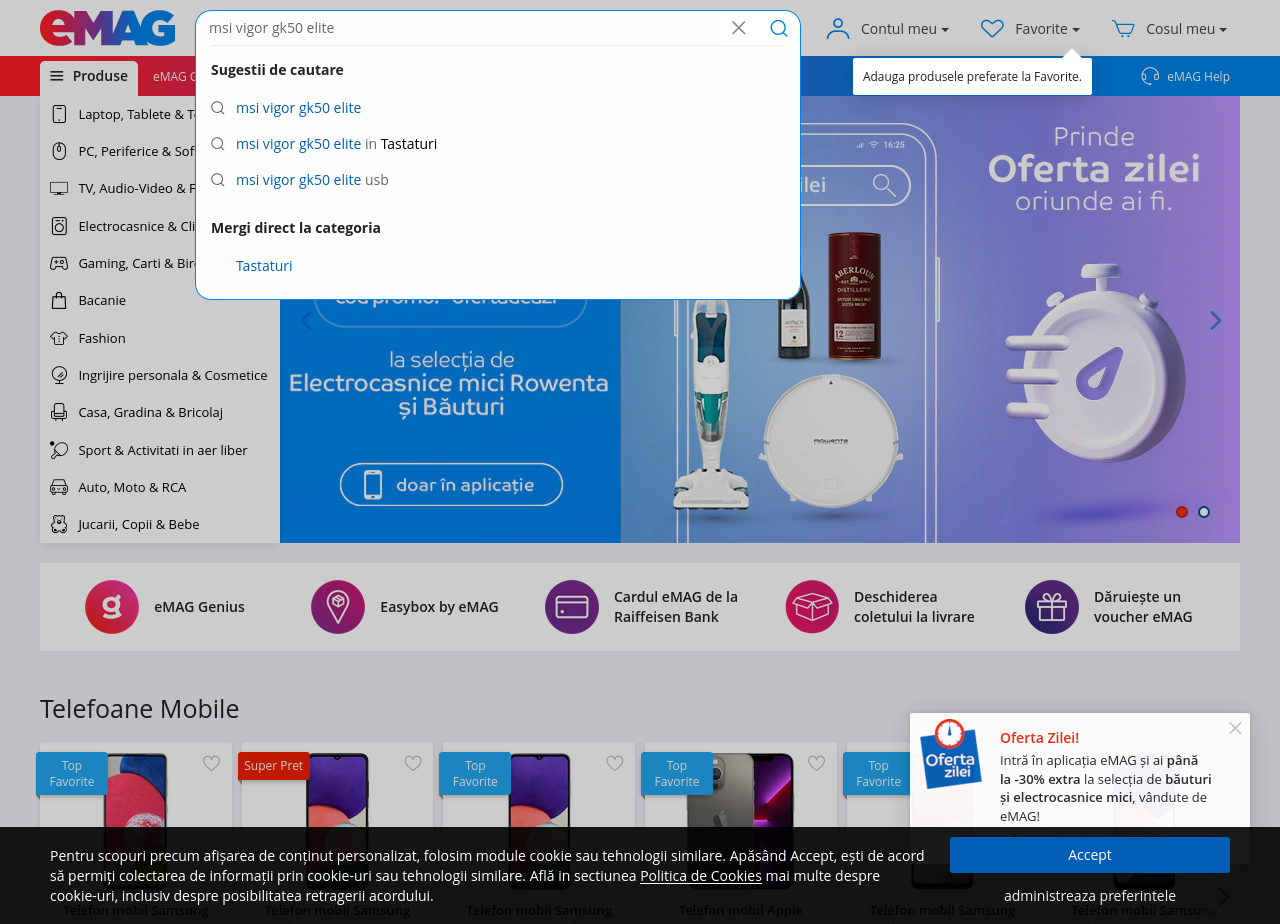 eMAG
msi vigor gk50 elite
Contul meu
Favorite
Cosul meu
Produse
eMAG G
Adauga produsele preferate la Favorite.
eMAG Help
Sugestii de cautare
msi vigor gk50 elite
msi vigor gk50 elite in Tastaturi
msi vigor gk50 elite usb
Mergi direct la categoria
Tastaturi
Laptop, Tablete & T
PC, Periferice & Sof
TV, Audio-Video & F
Electrocasnice & Cli
Gaming, Carti & Bir
Bacanie
Fashion
Ingrijire personala & Cosmetice
Casa, Gradina & Bricolaj
Sport & Activitati in aer liber
Auto, Moto & RCA
Jucarii, Copii & Bebe
la selecția de
Electrocasnice mici Rowenta
și Băuturi
doar în aplicație
16:25
ilei
ABERLOUR
DISTILLERY
12
ROWENTA
Prinde
Oferta zilei
oriunde ai fi.
eMAG Genius
Easybox by eMAG
Cardul eMAG de la
Raiffeisen Bank
Deschiderea
coletului la livrare
Dăruiește un
voucher eMAG
Telefoane Mobile
Top
Favorite
Super Pret
Top
Favorite
Top
Favorite
Top
Favorite
Oferta
zilei
Oferta Zilei!
Intră în aplicația eMAG și ai până
la -30% extra la selecția de băuturi
și electrocasnice mici, vândute de
eMAG!
Pentru scopuri precum afișarea de conținut personalizat, folosim module cookie sau tehnologii similare. Apăsând Accept, ești de acord
să permiți colectarea de informații prin cookie-uri sau tehnologii similare. Află in sectiunea Politica de Cookies mai multe despre
cookie-uri, inclusiv despre posibilitatea retragerii acordului.
Accept
administreaza preferintele
Telefon mobil Samsung
Telefon mobil Samsung
Telefon mobil Samsung
Telefon mobil Apple
Telefon mobil Samsung
Telefon mobil Samsung